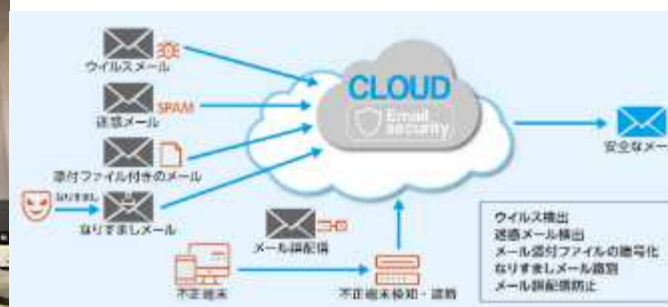 ウイルスメール
SPAM
迷惑メール
添付ファイル付きのメール
なりすまし
なりすましメール
CLOUD
Email
security
安全なメー
メール誤配信
不正端末
不正端末検知・遮断
ウイルス検出
迷惑メール検出
メール添付ファイルの暗号化
なりすましメール識別
メール誤配信防止